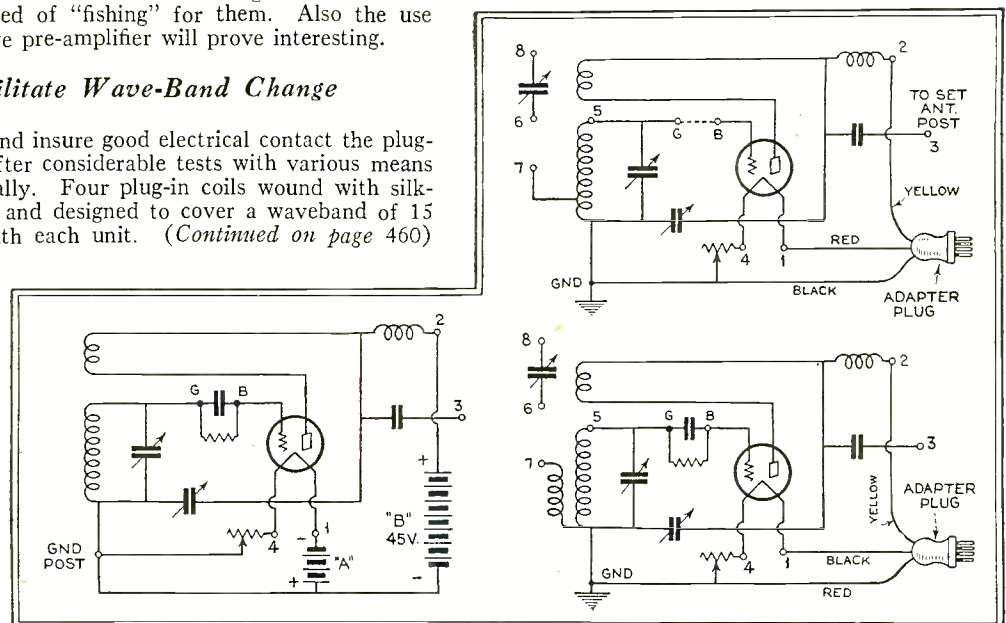 ed of “fishing” for them. Also the use
e pre-amplifier will prove interesting.
ilitate Wave-Band Change
nd insure good electrical contact the plug-
fter considerable tests with various means
ally. Four plug-in coils wound with silk-
and designed to cover a waveband of 15
th each unit. (Continued on page 460)
8
6
7
5
G
B
2
TO SET
ANT.
POST
3
YELLOW
4
1
RED
GND
BLACK
ADAPTER
PLUG
G
B
2
3
+
"B"
45V.
-
GND
POST
4
-
1
"A"
+
8
6
7
5
G
B
2
3
YELLOW
ADAPTER
PLUG
4
1
BLACK
GND
RED